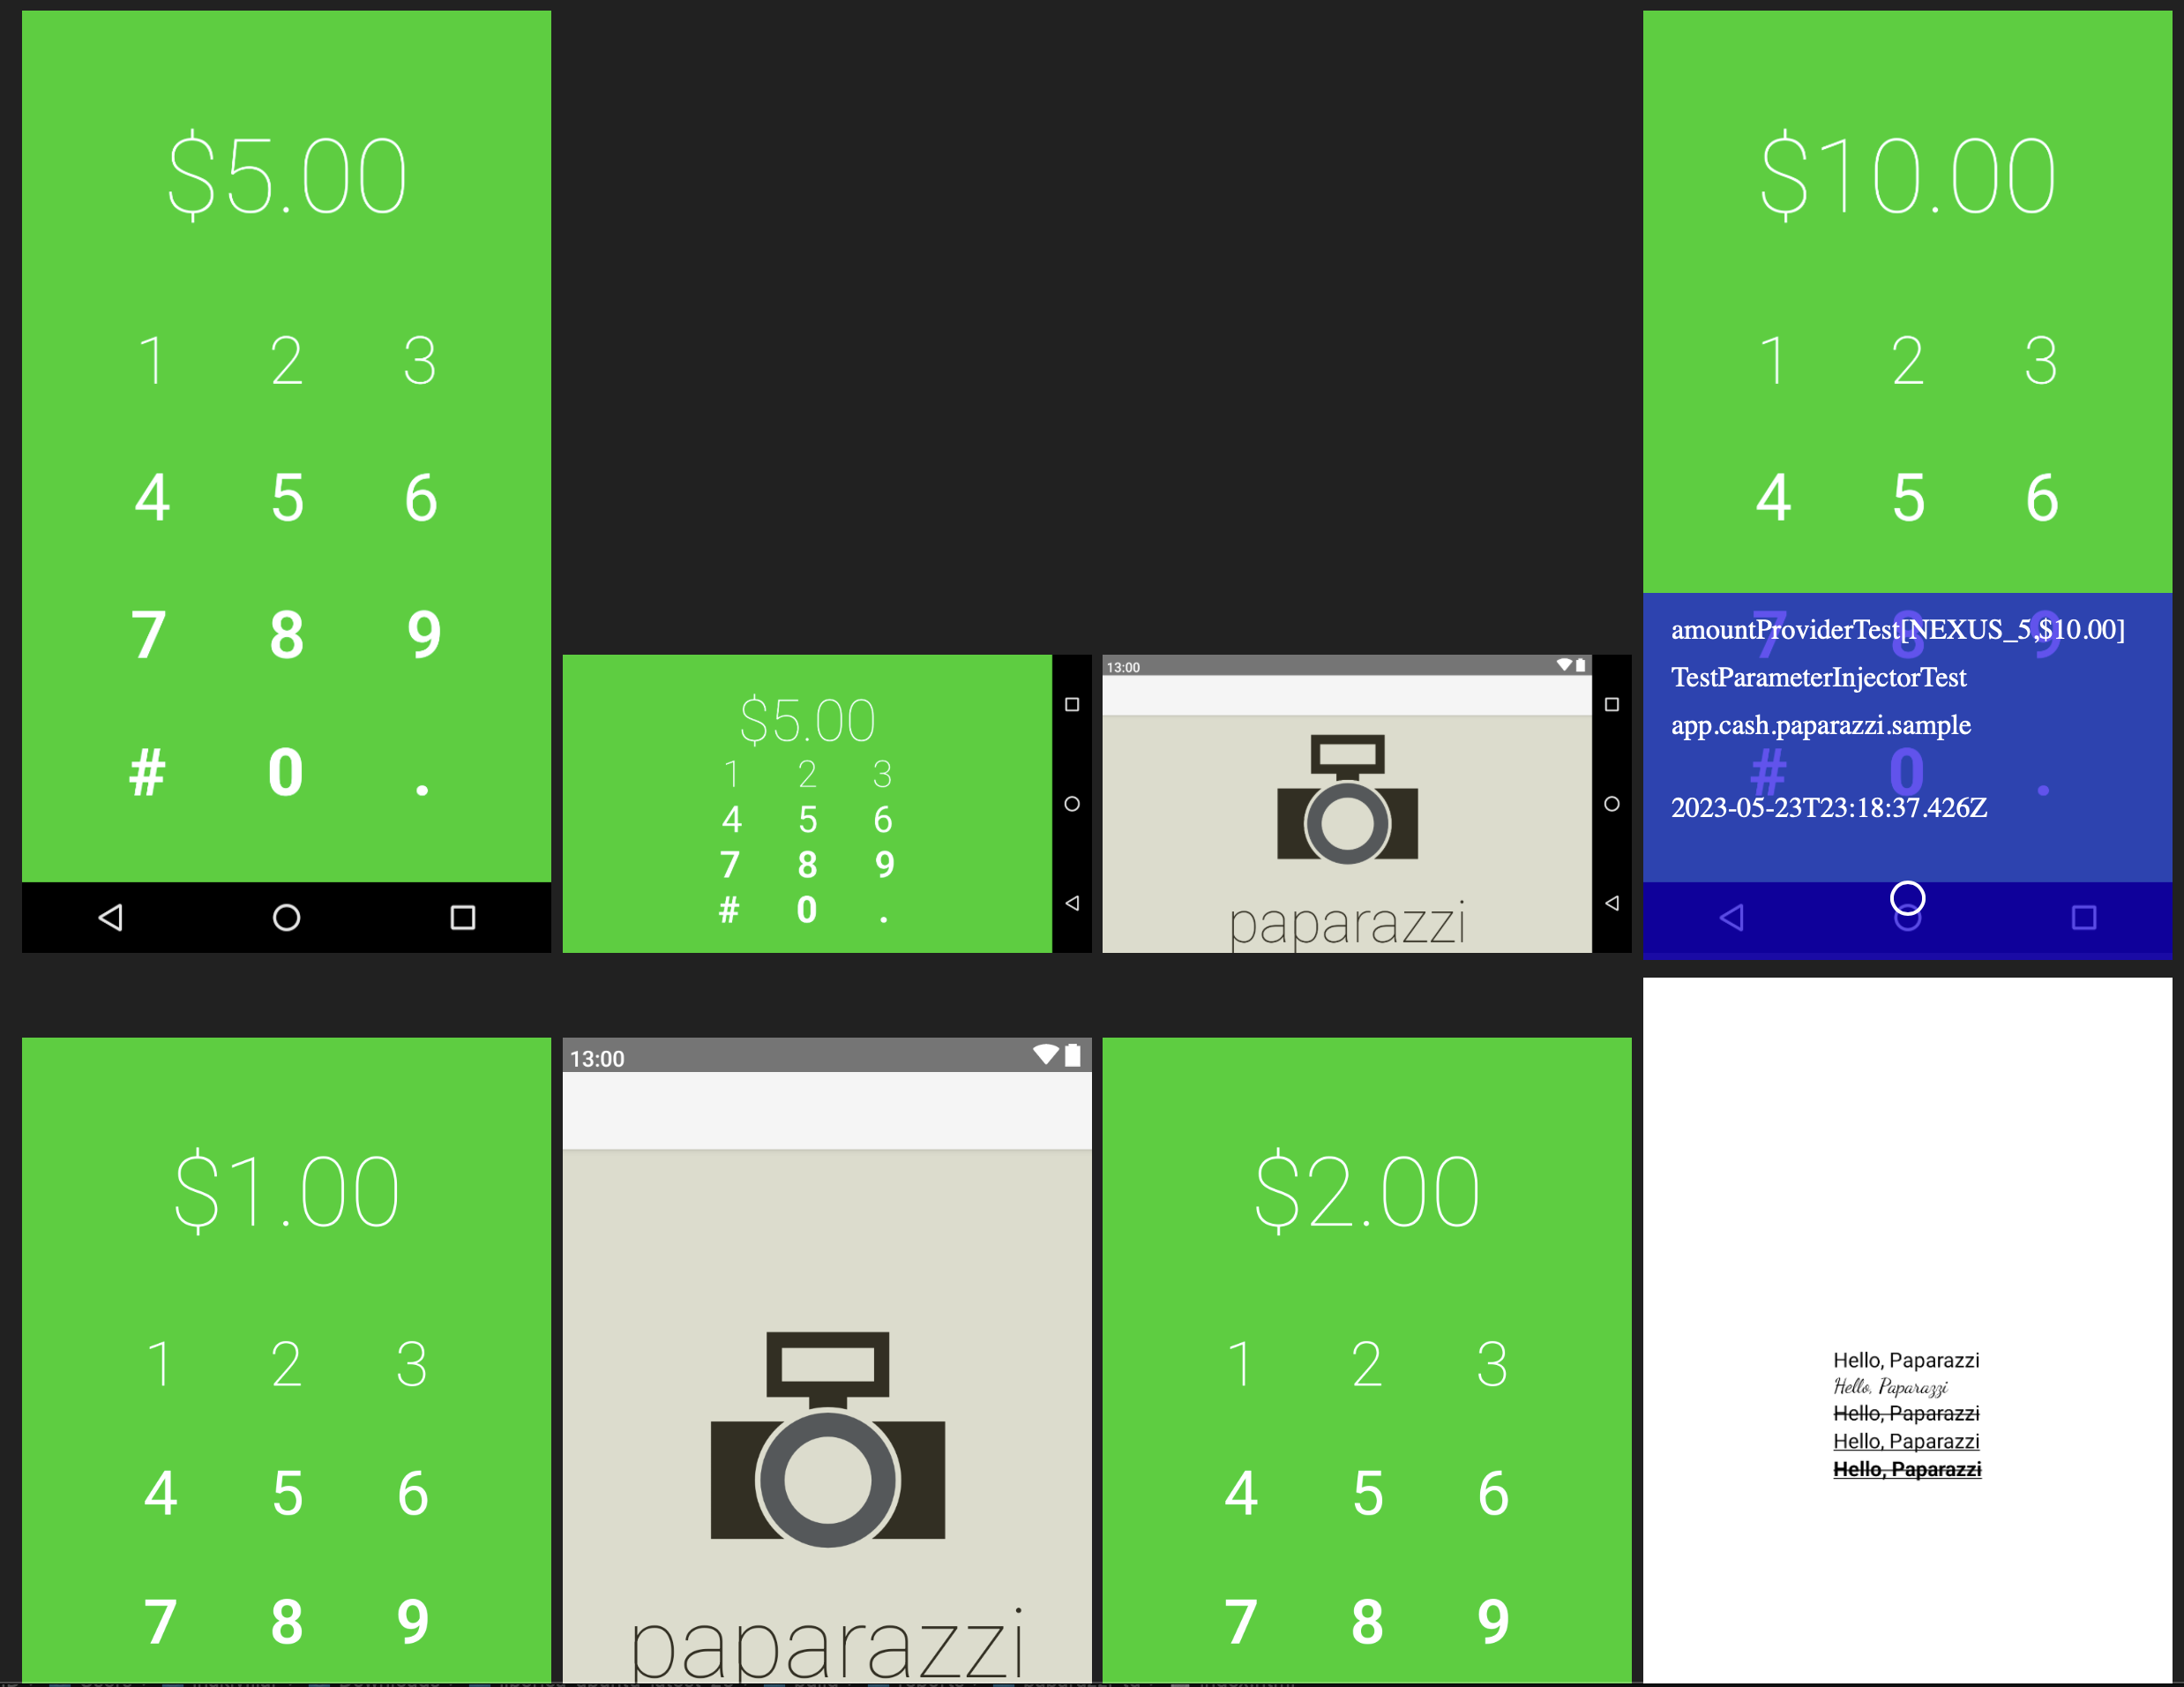 $5.00
1 2 3
4 5 6
7 8 9
# 0 .
$5.00
1 2 3
4 5 6
7 8 9
# 0 .
13:00
paparazzi
$10.00
1 2 3
4 5 6
7 8 9
amountProviderTest[NEXUS_5,$10.00]
TestParameterInjectorTest
app.cash.paparazzi.sample
# 0 .
2023-05-23T23:18:37.426Z
$1.00
1 2 3
4 5 6
7 8 9
13:00
paparazzi
$2.00
1 2 3
4 5 6
7 8 9
Hello, Paparazzi
Hello, Paparazzi
Hello, Paparazzi
Hello, Paparazzi
Hello, Paparazzi